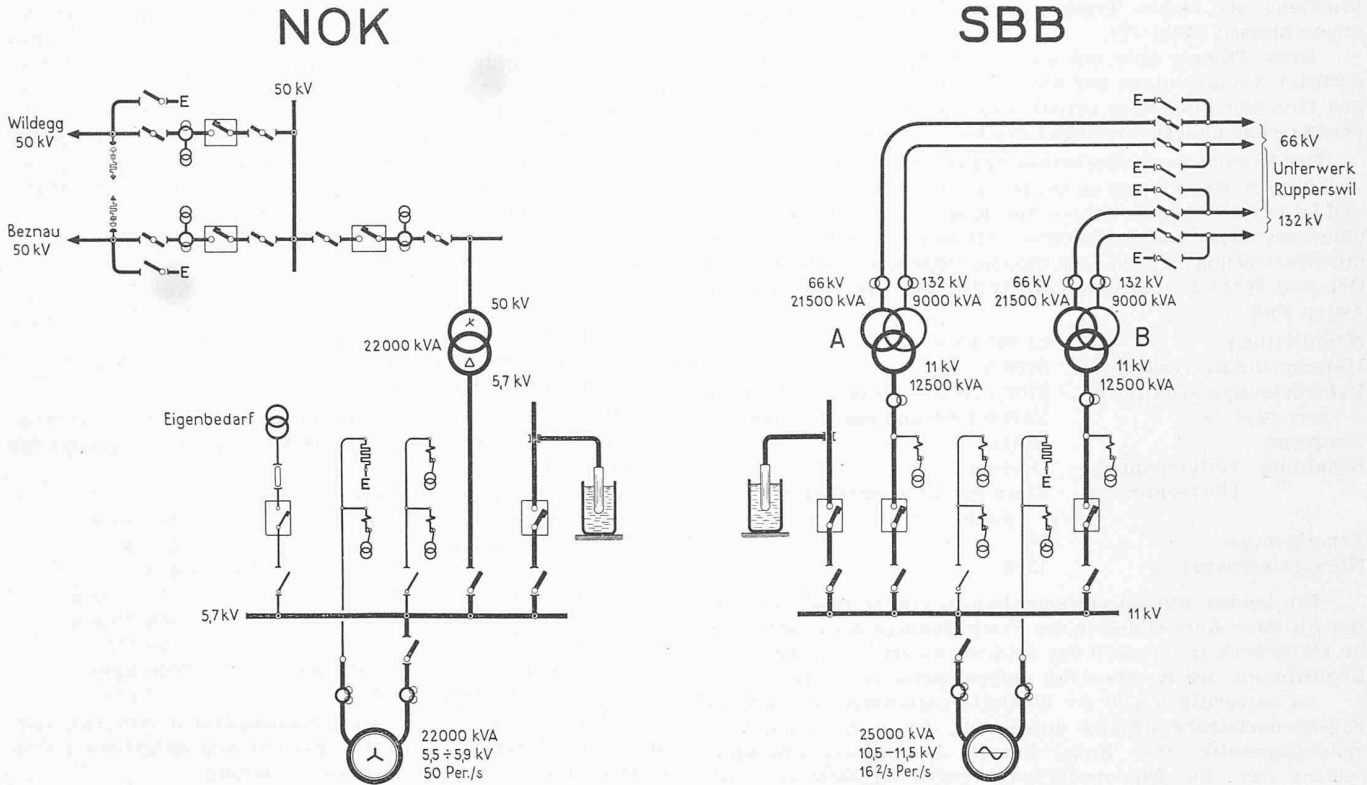 NOK
SBB
50 kV
E
Wildegg
50 kV
Beznau
50 kV
E
50 kV
22000 kVA
5,7 kV
Eigenbedarf
E
5,7 kV
22000 kVA
5,5 ÷ 5,9 kV
50 Per./s
E
E
E
E
66 kV
Unterwerk
Rupperswil
132 kV
66 kV
21500 kVA
132 kV
9000 kVA
66 kV
21500 kVA
132 kV
9000 kVA
A
B
11 kV
12500 kVA
11 kV
12500 kVA
E
11 kV
25000 kVA
10,5 – 11,5 kV
16 2/3 Per./s